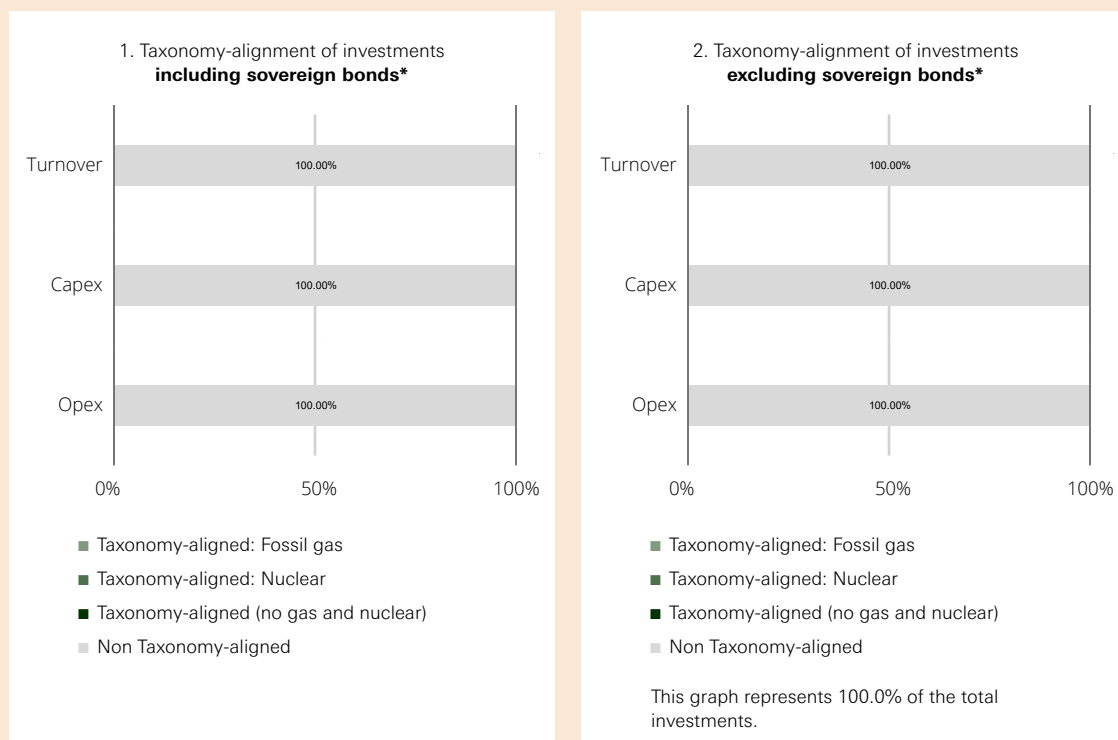 1. Taxonomy-alignment of investments
including sovereign bonds*
Turnover
100.00%
Capex
100.00%
Opex
100.00%
0%
50%
100%
Taxonomy-aligned: Fossil gas
Taxonomy-aligned: Nuclear
Taxonomy-aligned (no gas and nuclear)
Non Taxonomy-aligned
2. Taxonomy-alignment of investments
excluding sovereign bonds*
Turnover
100.00%
Capex
100.00%
Opex
100.00%
0%
50%
100%
Taxonomy-aligned: Fossil gas
Taxonomy-aligned: Nuclear
Taxonomy-aligned (no gas and nuclear)
Non Taxonomy-aligned
This graph represents 100.0% of the total
investments.